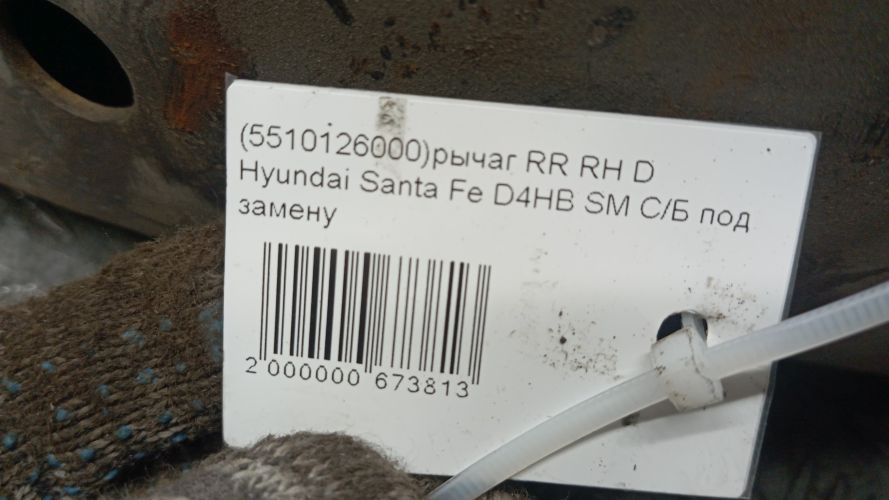 (5510126000)рычаг RR RH D
Hyundai Santa Fe D4HB SM С/Б под
замену
2 000000 673813